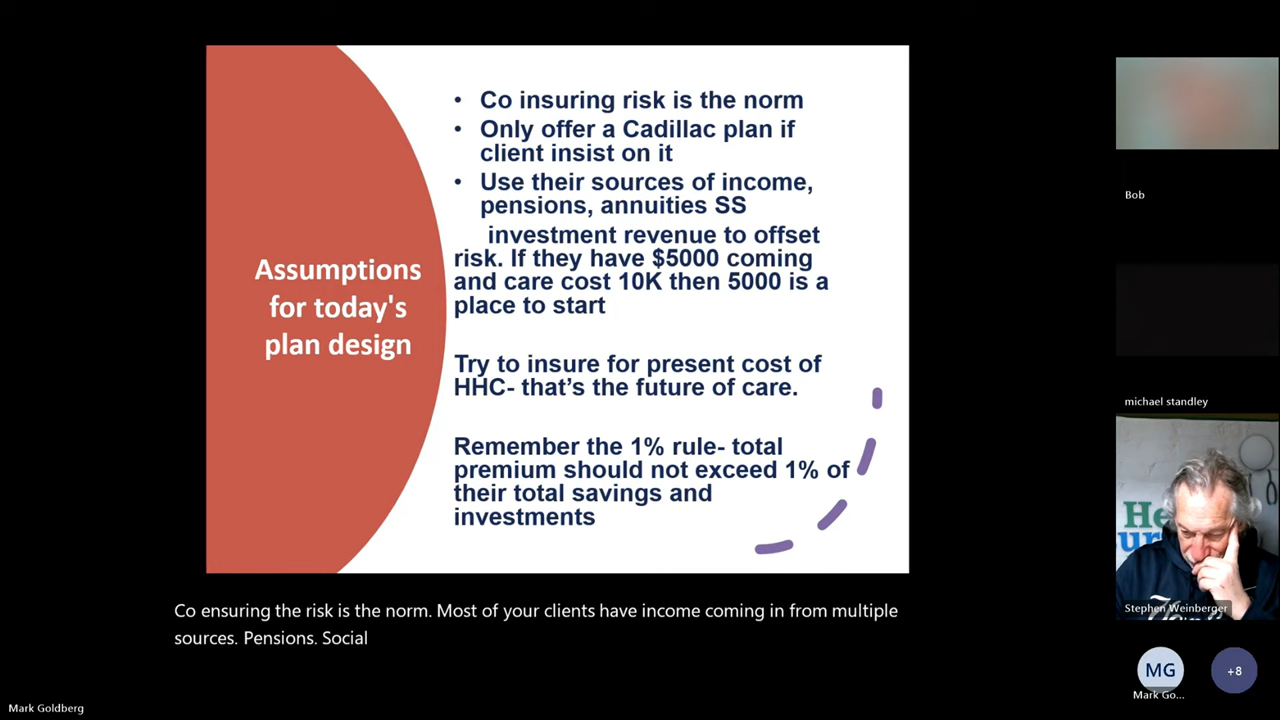 Assumptions
for today's
plan design
• Co insuring risk is the norm
• Only offer a Cadillac plan if
client insist on it
• Use their sources of income,
pensions, annuities SS
investment revenue to offset
risk. If they have $5000 coming
and care cost 10K then 5000 is a
place to start
Try to insure for present cost of
HHC- that’s the future of care.
Remember the 1% rule- total
premium should not exceed 1% of
their total savings and
investments
Co ensuring the risk is the norm. Most of your clients have income coming in from multiple
sources. Pensions. Social
Mark Goldberg
Bob
michael standley
Stephen Weinberger
MG
Mark Go...
+8